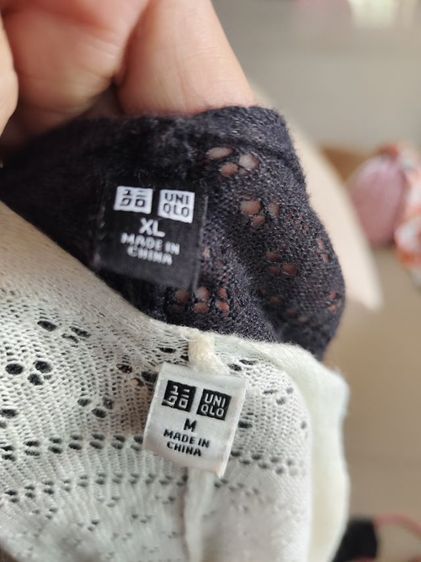 ユニ
クロ
UNI
QLO
XL
MADE IN
CHINA
ユニ
クロ
UNI
QLO
M
MADE IN
CHINA